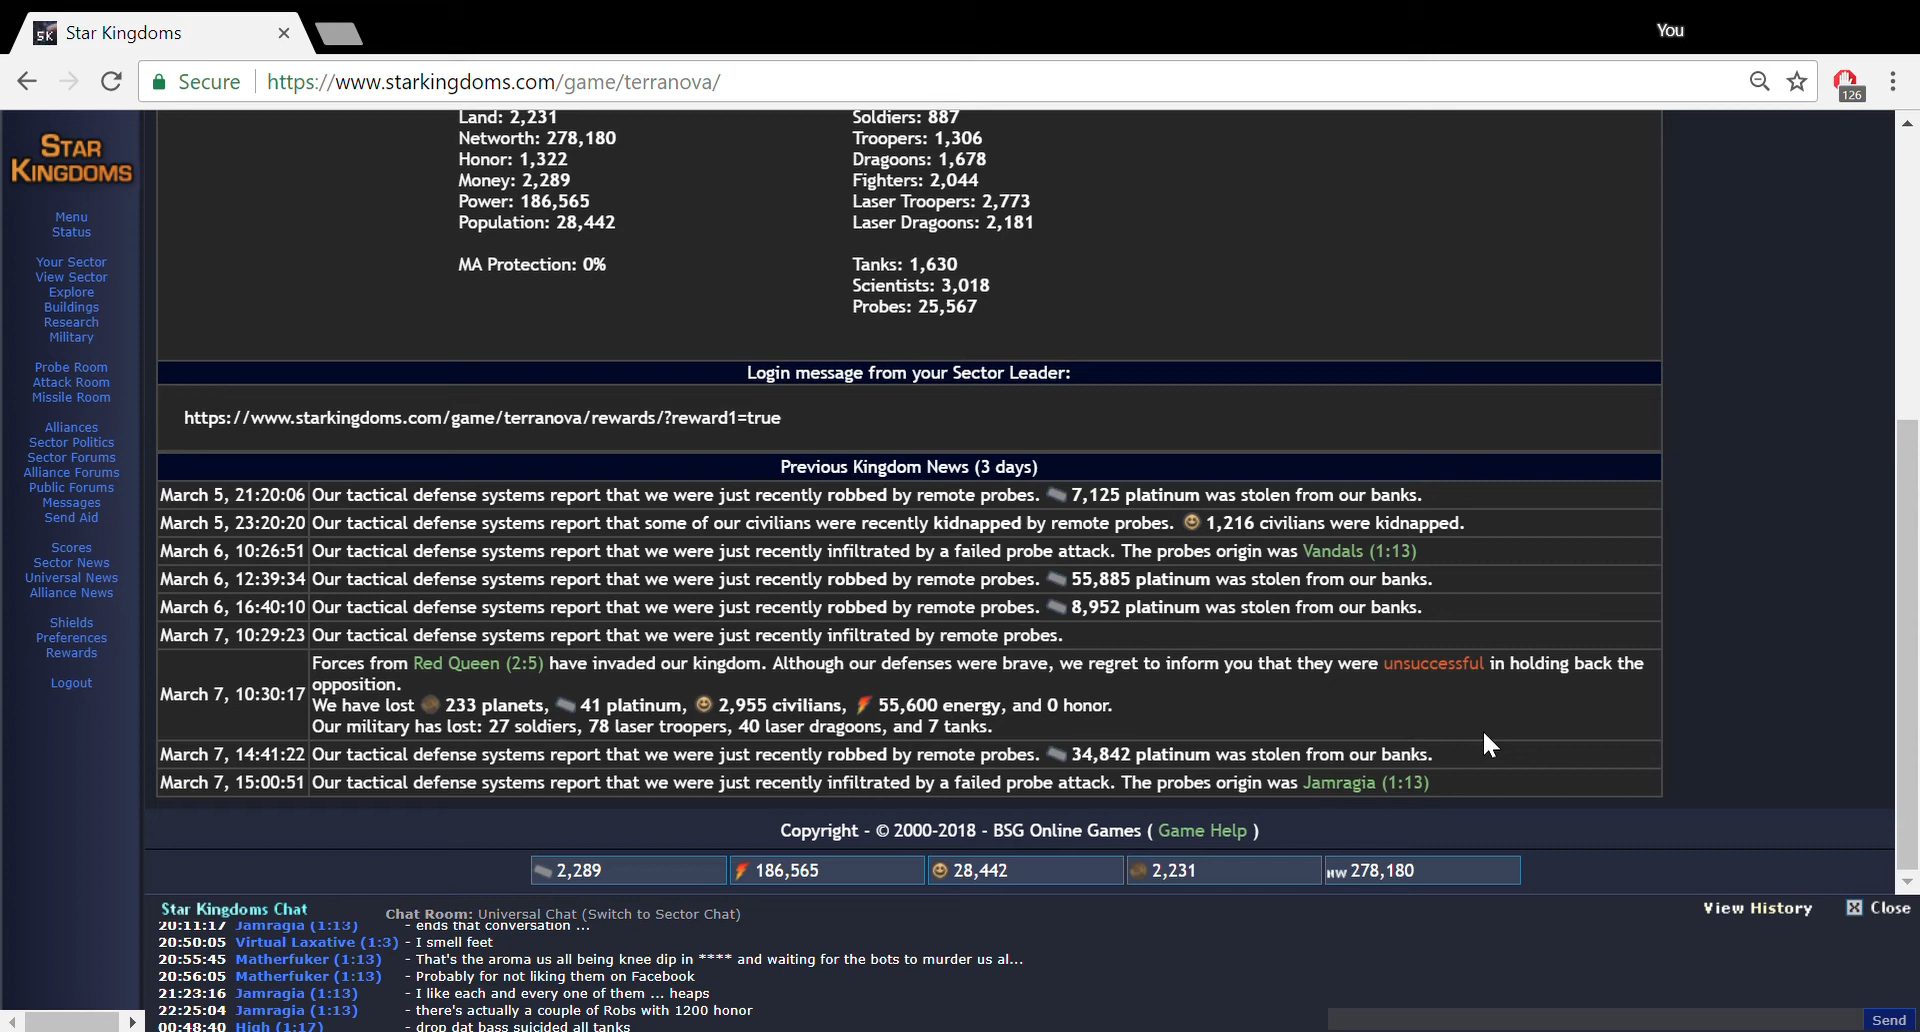 Star Kingdoms
You
Secure https://www.starkingdoms.com/game/terranova/
126
STAR
KINGDOMS
Menu
Status
Your Sector
View Sector
Explore
Buildings
Research
Military
Probe Room
Attack Room
Missile Room
Alliances
Sector Politics
Sector Forums
Alliance Forums
Public Forums
Messages
Send Aid
Scores
Sector News
Universal News
Alliance News
Shields
Preferences
Rewards
Logout
Land: 2,231
Networth: 278,180
Honor: 1,322
Money: 2,289
Power: 186,565
Population: 28,442
MA Protection: 0%
Soldiers: 887
Troopers: 1,306
Dragoons: 1,678
Fighters: 2,044
Laser Troopers: 2,773
Laser Dragoons: 2,181
Tanks: 1,630
Scientists: 3,018
Probes: 25,567
Login message from your Sector Leader:
https://www.starkingdoms.com/game/terranova/rewards/?reward1=true
Previous Kingdom News (3 days)
March 5, 21:20:06 Our tactical defense systems report that we were just recently robbed by remote probes. 7,125 platinum was stolen from our banks.
March 5, 23:20:20 Our tactical defense systems report that some of our civilians were recently kidnapped by remote probes. 1,216 civilians were kidnapped.
March 6, 10:26:51 Our tactical defense systems report that we were just recently infiltrated by a failed probe attack. The probes origin was Vandals (1:13)
March 6, 12:39:34 Our tactical defense systems report that we were just recently robbed by remote probes. 55,885 platinum was stolen from our banks.
March 6, 16:40:10 Our tactical defense systems report that we were just recently robbed by remote probes. 8,952 platinum was stolen from our banks.
March 7, 10:29:23 Our tactical defense systems report that we were just recently infiltrated by remote probes.
March 7, 10:30:17 Forces from Red Queen (2:5) have invaded our kingdom. Although our defenses were brave, we regret to inform you that they were unsuccessful in holding back the
opposition.
We have lost 233 planets, 41 platinum, 2,955 civilians, 55,600 energy, and 0 honor.
Our military has lost: 27 soldiers, 78 laser troopers, 40 laser dragoons, and 7 tanks.
March 7, 14:41:22 Our tactical defense systems report that we were just recently robbed by remote probes. 34,842 platinum was stolen from our banks.
March 7, 15:00:51 Our tactical defense systems report that we were just recently infiltrated by a failed probe attack. The probes origin was Jamragia (1:13)
Copyright - © 2000-2018 - BSG Online Games ( Game Help )
2,289 186,565 28,442 2,231 NW 278,180
Star Kingdoms Chat Chat Room: Universal Chat (Switch to Sector Chat) View History Close
20:11:17 Jamragia (1:13) - ends that conversation ...
20:50:05 Virtual Laxative (1:3) - I smell feet
20:55:45 Matherfuker (1:13) - That's the aroma us all being knee dip in **** and waiting for the bots to murder us al...
20:56:05 Matherfuker (1:13) - Probably for not liking them on Facebook
21:23:16 Jamragia (1:13) - I like each and every one of them ... heaps
22:25:04 Jamragia (1:13) - there's actually a couple of Robs with 1200 honor
00:48:40 High (1:17) - drop dat bass suicided all tanks
Send